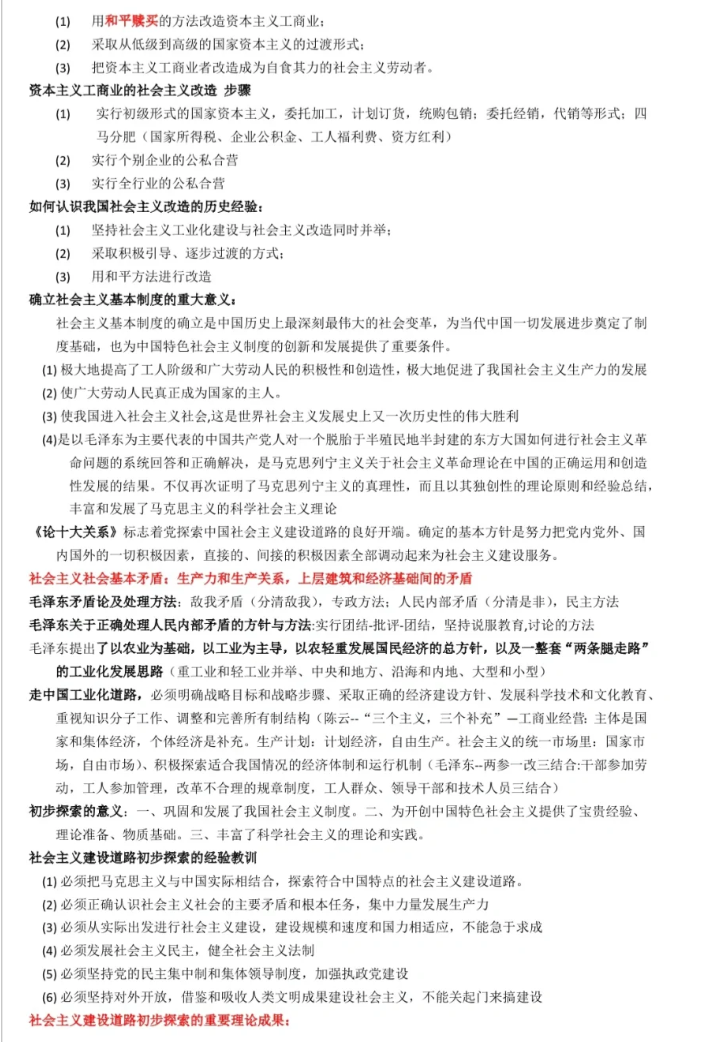 (1) 用和平赎买的方法改造资本主义工商业;
(2) 采取从低级到高级的国家资本主义的过渡形式;
(3) 把资本主义工商业者改造成为自食其力的社会主义劳动者。
资本主义工商业的社会主义改造 步骤
(1) 实行初级形式的国家资本主义，委托加工，计划订货，统购包销；委托经销，代销等形式；四
马分肥（国家所得税、企业公积金、工人福利费、资方红利）
(2) 实行个别企业的公私合营
(3) 实行全行业的公私合营
如何认识我国社会主义改造的历史经验:
(1) 坚持社会主义工业化建设与社会主义改造同时并举;
(2) 采取积极引导、逐步过渡的方式;
(3) 用和平方法进行改造
确立社会主义基本制度的重大意义:
社会主义基本制度的确立是中国历史上最深刻最伟大的社会变革，为当代中国一切发展进步奠定了制
度基础，也为中国特色社会主义制度的创新和发展提供了重要条件。
(1) 极大地提高了工人阶级和广大劳动人民的积极性和创造性，极大地促进了我国社会主义生产力的发展
(2) 使广大劳动人民真正成为国家的主人。
(3) 使我国进入社会主义社会,这是世界社会主义发展史上又一次历史性的伟大胜利
(4)是以毛泽东为主要代表的中国共产党人对一个脱胎于半殖民地半封建的东方大国如何进行社会主义革
命问题的系统回答和正确解决，是马克思列宁主义关于社会主义革命理论在中国的正确运用和创造
性发展的结果。不仅再次证明了马克思列宁主义的真理性，而且以其独创性的理论原则和经验总结，
丰富和发展了马克思主义的科学社会主义理论
《论十大关系》标志着党探索中国社会主义建设道路的良好开端。确定的基本方针是努力把党内党外、国
内国外的一切积极因素，直接的、间接的积极因素全部调动起来为社会主义建设服务。
社会主义社会基本矛盾：生产力和生产关系，上层建筑和经济基础间的矛盾
毛泽东矛盾论及处理方法：敌我矛盾（分清敌我），专政方法；人民内部矛盾（分清是非），民主方法
毛泽东关于正确处理人民内部矛盾的方针与方法:实行团结-批评-团结，坚持说服教育,讨论的方法
毛泽东提出了以农业为基础，以工业为主导，以农轻重发展国民经济的总方针，以及一整套“两条腿走路”
的工业化发展思路（重工业和轻工业并举、中央和地方、沿海和内地、大型和小型）
走中国工业化道路，必须明确战略目标和战略步骤、采取正确的经济建设方针、发展科学技术和文化教育、
重视知识分子工作、调整和完善所有制结构（陈云--“三个主义，三个补充”—工商业经营: 主体是国
家和集体经济，个体经济是补充。生产计划：计划经济，自由生产。社会主义的统一市场里：国家市
场，自由市场）、积极探索适合我国情况的经济体制和运行机制（毛泽东--两参一改三结合:干部参加劳
动，工人参加管理，改革不合理的规章制度，工人群众、领导干部和技术人员三结合）
初步探索的意义：一、巩固和发展了我国社会主义制度。二、为开创中国特色社会主义提供了宝贵经验、
理论准备、物质基础。三、丰富了科学社会主义的理论和实践。
社会主义建设道路初步探索的经验教训
(1) 必须把马克思主义与中国实际相结合，探索符合中国特点的社会主义建设道路。
(2) 必须正确认识社会主义社会的主要矛盾和根本任务，集中力量发展生产力
(3) 必须从实际出发进行社会主义建设，建设规模和速度和国力相适应，不能急于求成
(4) 必须发展社会主义民主，健全社会主义法制
(5) 必须坚持党的民主集中制和集体领导制度，加强执政党建设
(6) 必须坚持对外开放，借鉴和吸收人类文明成果建设社会主义，不能关起门来搞建设
社会主义建设道路初步探索的重要理论成果: